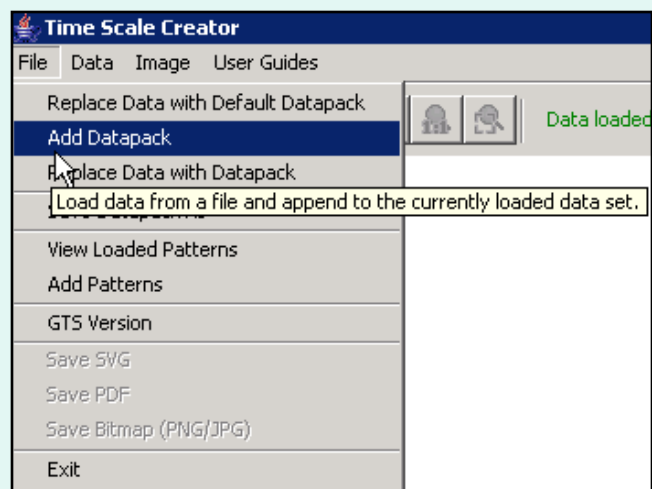 Time Scale Creator
File Data Image User Guides
Replace Data with Default Datapack
Data loaded
Add Datapack
Replace Data with Datapack
Load data from a file and append to the currently loaded data set.
View Loaded Patterns
Add Patterns
GTS Version
Save SVG
Save PDF
Save Bitmap (PNG/JPG)
Exit